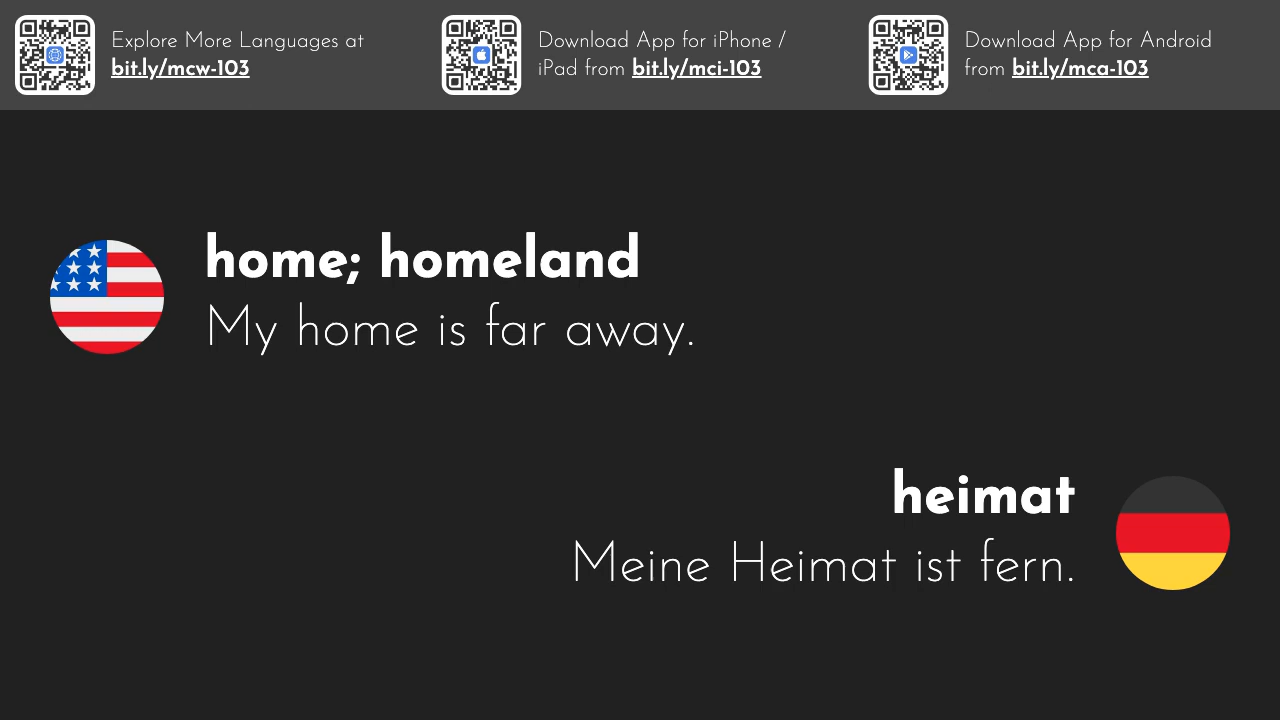 Explore More Languages at
bit.ly/mcw-103
Download App for iPhone /
iPad from bit.ly/mci-103
Download App for Android
from bit.ly/mca-103
home; homeland
My home is far away.
heimat
Meine Heimat ist fern.